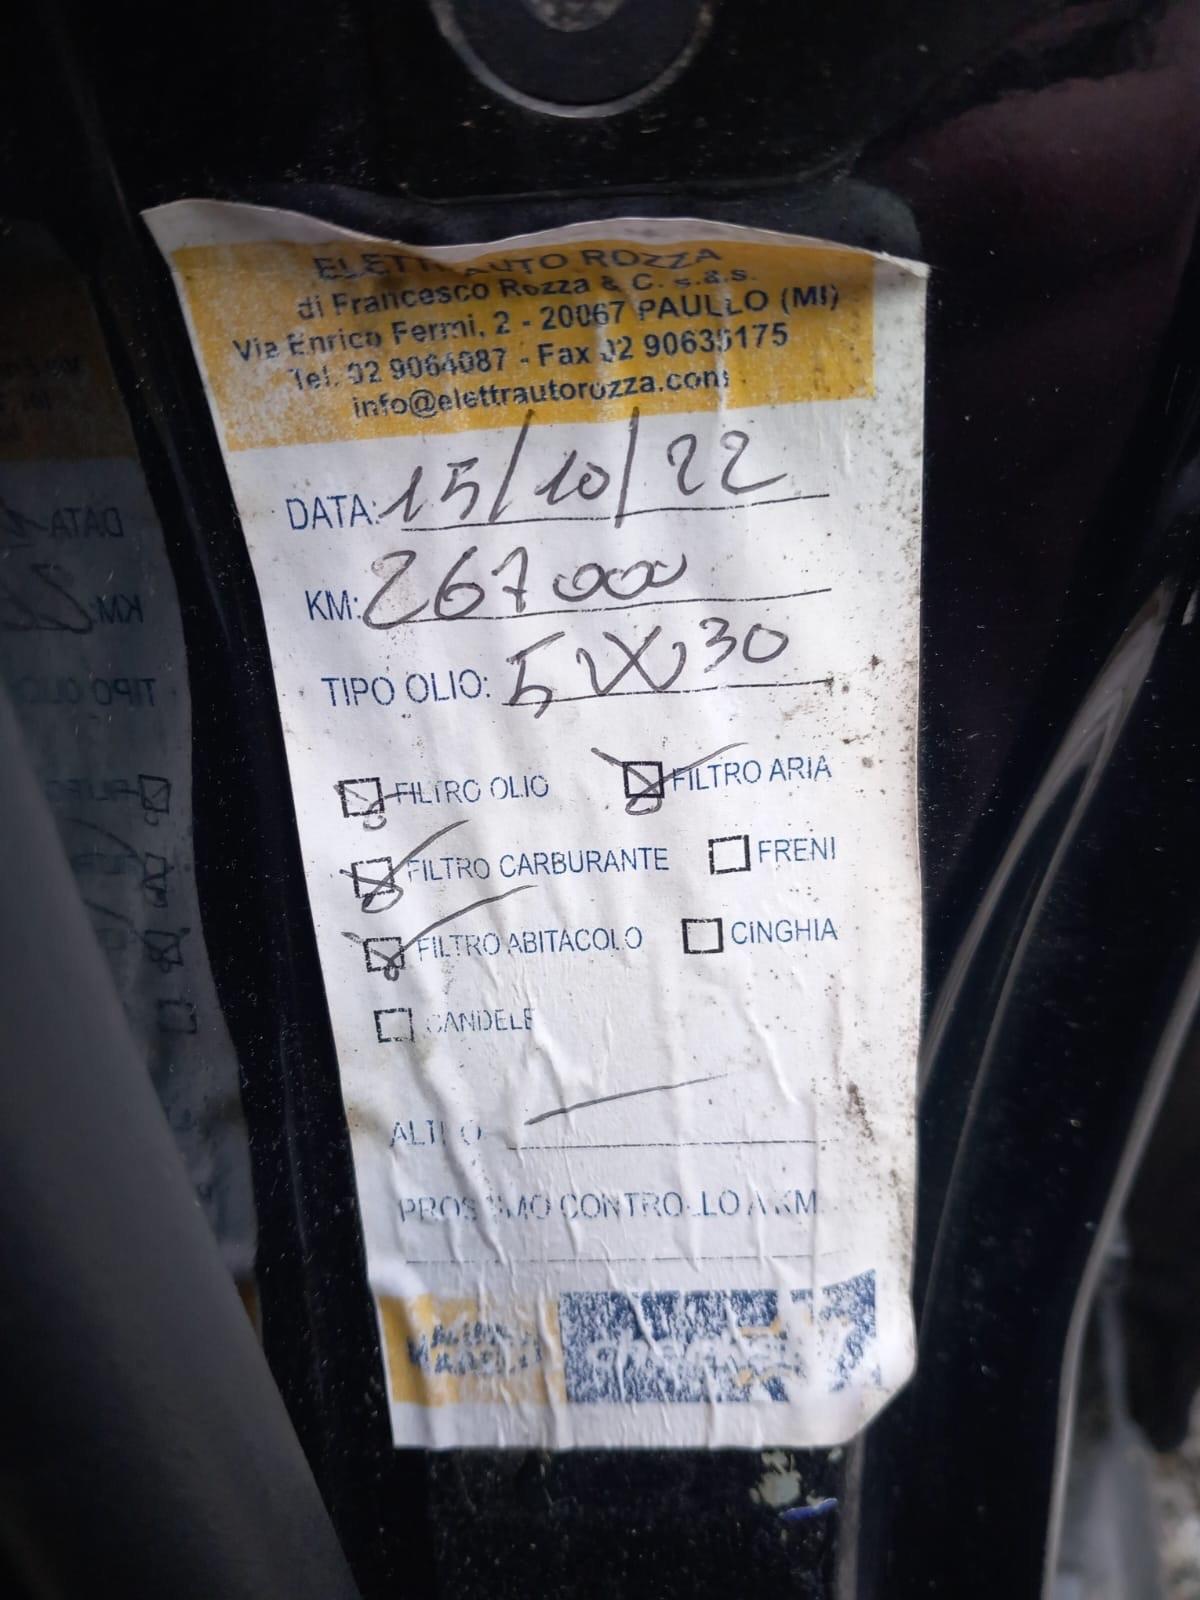 ELETTRAUTO ROZZA
di Francesco Rozza & C. s.a.s.
Via Enrico Fermi, 2 - 20067 PAULLO (MI)
Tel. 02 9064087 - Fax 02 90635175
info@elettrautorozza.com
DATA: 15/10/22
KM: 267000
TIPO OLIO: 5W30
FILTRO OLIO FILTRO ARIA
FILTRO CARBURANTE FRENI
FILTRO ABITACOLO CINGHIA
CANDELE
ALTRO
PROSSIMO CONTROLLO A KM
MAGNETI
MARELLI